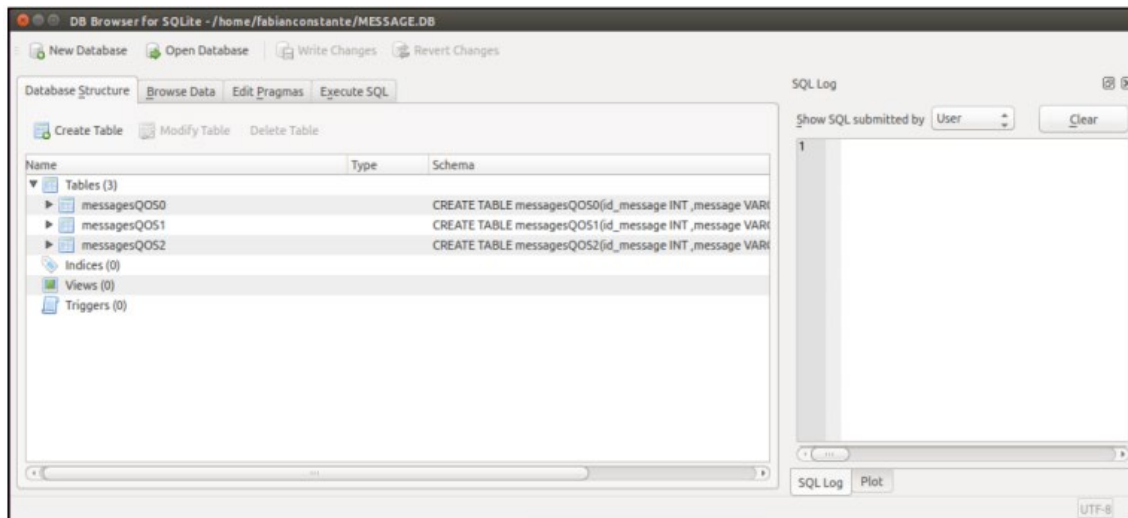 DB Browser for SQLite - /home/fabianconstante/MESSAGE.DB
New Database Open Database Write Changes Revert Changes
Database Structure Browse Data Edit Pragmas Execute SQL
Create Table Modify Table Delete Table
Name Type Schema
Tables (3)
messagesQOS0 CREATE TABLE messagesQOS0(id_message INT ,message VARC
messagesQOS1 CREATE TABLE messagesQOS1(id_message INT ,message VARC
messagesQOS2 CREATE TABLE messagesQOS2(id_message INT ,message VARC
Indices (0)
Views (0)
Triggers (0)
SQL Log
Show SQL submitted by User Clear
1
SQL Log Plot
UTF-8